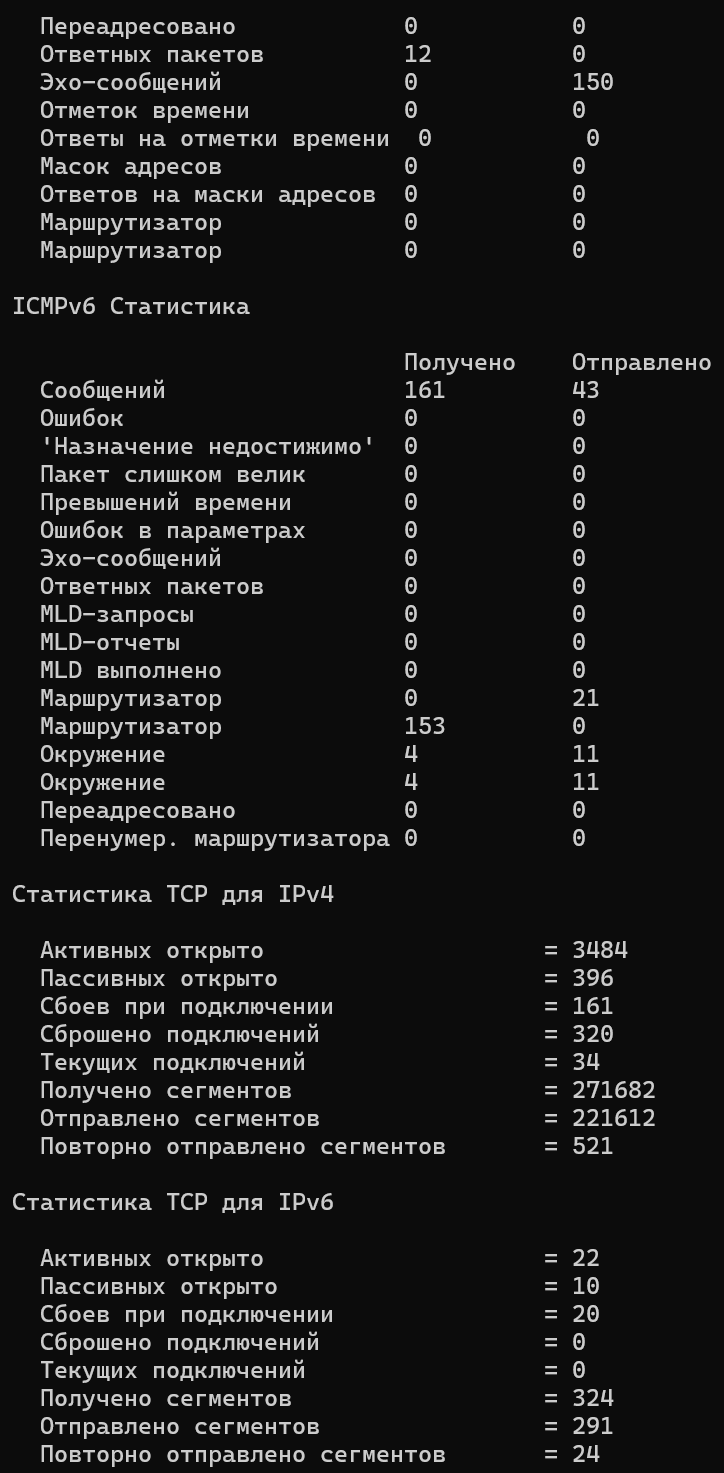 Переадресовано 0 0
Ответных пакетов 12 0
Эхо-сообщений 0 150
Отметок времени 0 0
Ответы на отметки времени 0 0
Масок адресов 0 0
Ответов на маски адресов 0 0
Маршрутизатор 0 0
Маршрутизатор 0 0
ICMPv6 Статистика
Получено Отправлено
Сообщений 161 43
Ошибок 0 0
'Назначение недостижимо' 0 0
Пакет слишком велик 0 0
Превышений времени 0 0
Ошибок в параметрах 0 0
Эхо-сообщений 0 0
Ответных пакетов 0 0
MLD-запросы 0 0
MLD-отчеты 0 0
MLD выполнено 0 0
Маршрутизатор 0 21
Маршрутизатор 153 0
Окружение 4 11
Окружение 4 11
Переадресовано 0 0
Перенумер. маршрутизатора 0 0
Статистика TCP для IPv4
Активных открыто = 3484
Пассивных открыто = 396
Сбоев при подключении = 161
Сброшено подключений = 320
Текущих подключений = 34
Получено сегментов = 271682
Отправлено сегментов = 221612
Повторно отправлено сегментов = 521
Статистика TCP для IPv6
Активных открыто = 22
Пассивных открыто = 10
Сбоев при подключении = 20
Сброшено подключений = 0
Текущих подключений = 0
Получено сегментов = 324
Отправлено сегментов = 291
Повторно отправлено сегментов = 24